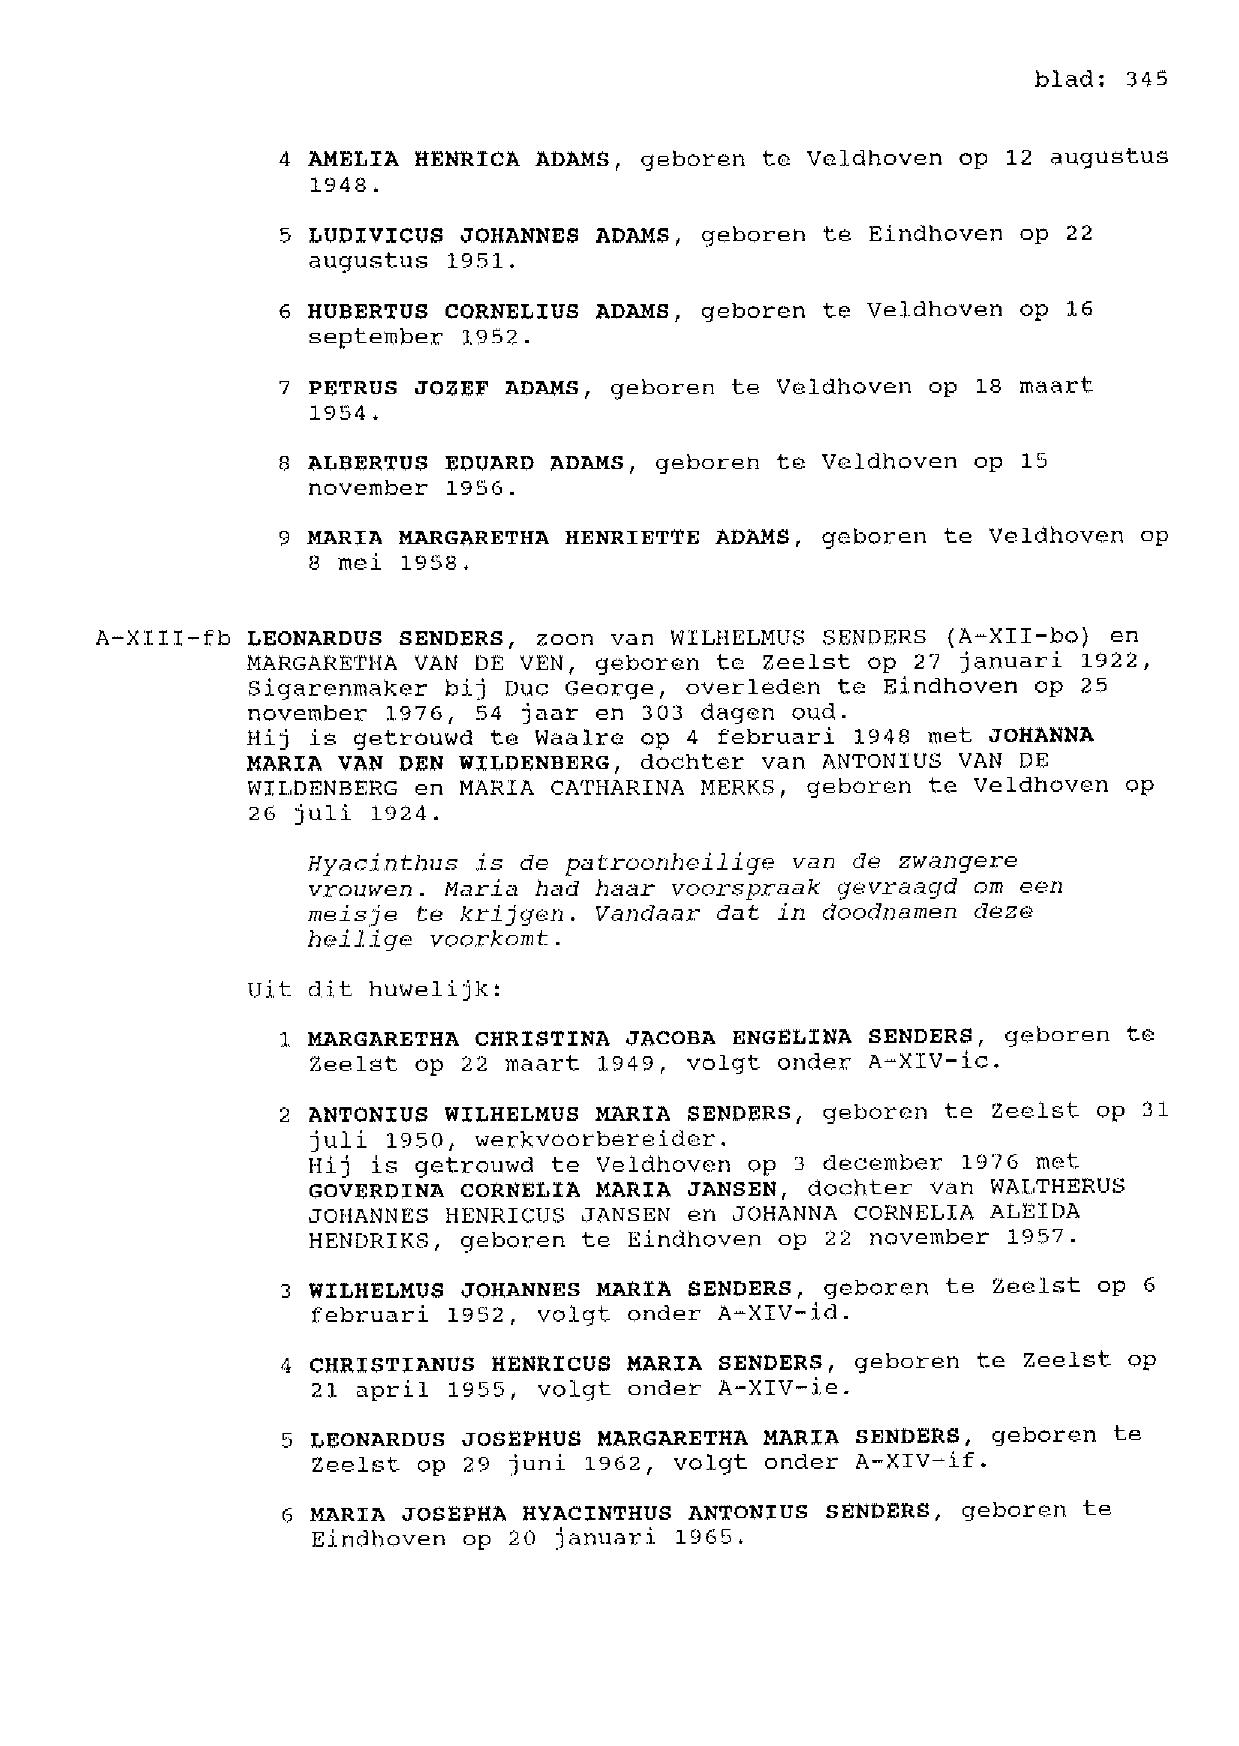 blad: 345
4 AMELIA HENRICA ADAMS, geboren te Veldhoven op 12 augustus
1948.
5 LUDIVICUS JOHANNES ADAMS, geboren te Eindhoven op 22
augustus 1951.
6 HUBERTUS CORNELIUS ADAMS, geboren te Veldhoven op 16
september 1952.
7 PETRUS JOZEF ADAMS, geboren te Veldhoven op 18 maart
1954.
8 ALBERTUS EDUARD ADAMS, geboren te Veldhoven op 15
november 1956.
9 MARIA MARGARETHA HENRIETTE ADAMS, geboren te Veldhoven op
8 mei 1958.
A-XIII-fb LEONARDUS SENDERS, zoon van WILHELMUS SENDERS (A-XII-bo) en
MARGARETHA VAN DE VEN, geboren te Zeelst op 27 januari 1922,
Sigarenmaker bij Duc George, overleden te Eindhoven op 25
november 1976, 54 jaar en 303 dagen oud.
Hij is getrouwd te Waalre op 4 februari 1948 met JOHANNA
MARIA VAN DEN WILDENBERG, dochter van ANTONIUS VAN DE
WILDENBERG en MARIA CATHARINA MERKS, geboren te Veldhoven op
26 juli 1924.
Hyacinthus is de patroonheilige van de zwangere
vrouwen. Maria had haar voorspraak gevraagd om een
meisje te krijgen. Vandaar dat in doodnamen deze
heilige voorkomt.
Uit dit huwelijk:
1 MARGARETHA CHRISTINA JACOBA ENGELINA SENDERS, geboren te
Zeelst op 22 maart 1949, volgt onder A-XIV-ic.
2 ANTONIUS WILHELMUS MARIA SENDERS, geboren te Zeelst op 31
juli 1950, werkvoorbereider.
Hij is getrouwd te Veldhoven op 3 december 1976 met
GOVERDINA CORNELIA MARIA JANSEN, dochter van WALTHERUS
JOHANNES HENRICUS JANSEN en JOHANNA CORNELIA ALEIDA
HENDRIKS, geboren te Eindhoven op 22 november 1957.
3 WILHELMUS JOHANNES MARIA SENDERS, geboren te Zeelst op 6
februari 1952, volgt onder A-XIV-id.
4 CHRISTIANUS HENRICUS MARIA SENDERS, geboren te Zeelst op
21 april 1955, volgt onder A-XIV-ie.
5 LEONARDUS JOSEPHUS MARGARETHA MARIA SENDERS, geboren te
Zeelst op 29 juni 1962, volgt onder A-XIV-if.
6 MARIA JOSEPHA HYACINTHUS ANTONIUS SENDERS, geboren te
Eindhoven op 20 januari 1965.